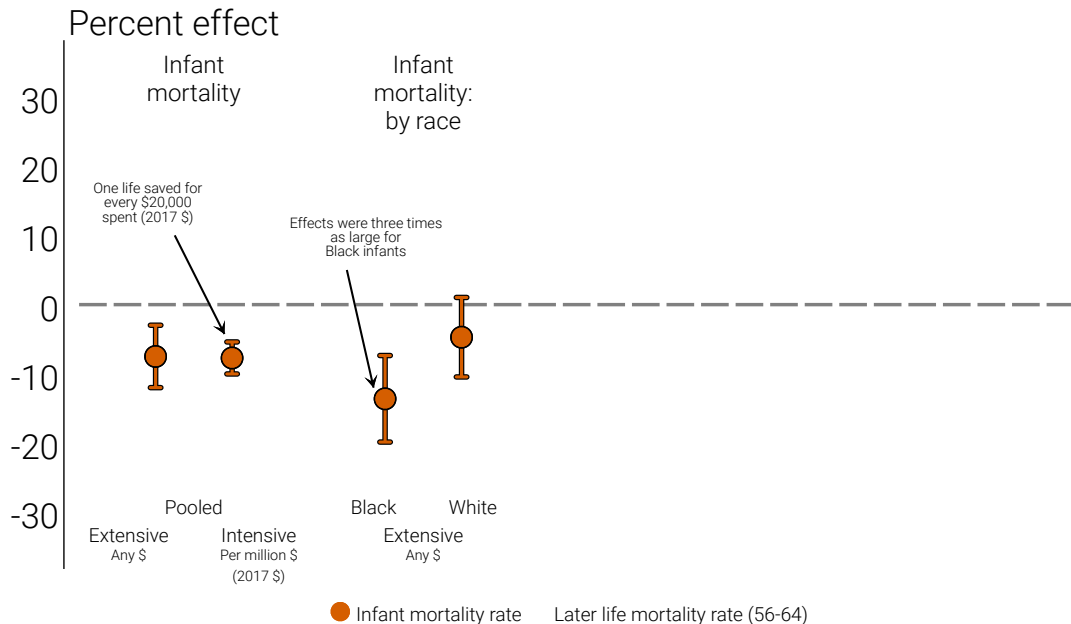 Percent effect
Infant
mortality
Infant
mortality:
by race
30
20
10
0
-10
-20
-30
One life saved for
every $20,000
spent (2017 $)
Effects were three times
as large for
Black infants
Pooled
Black
White
Extensive
Any $
Intensive
Per million $
(2017 $)
Extensive
Any $
Infant mortality rate
Later life mortality rate (56-64)